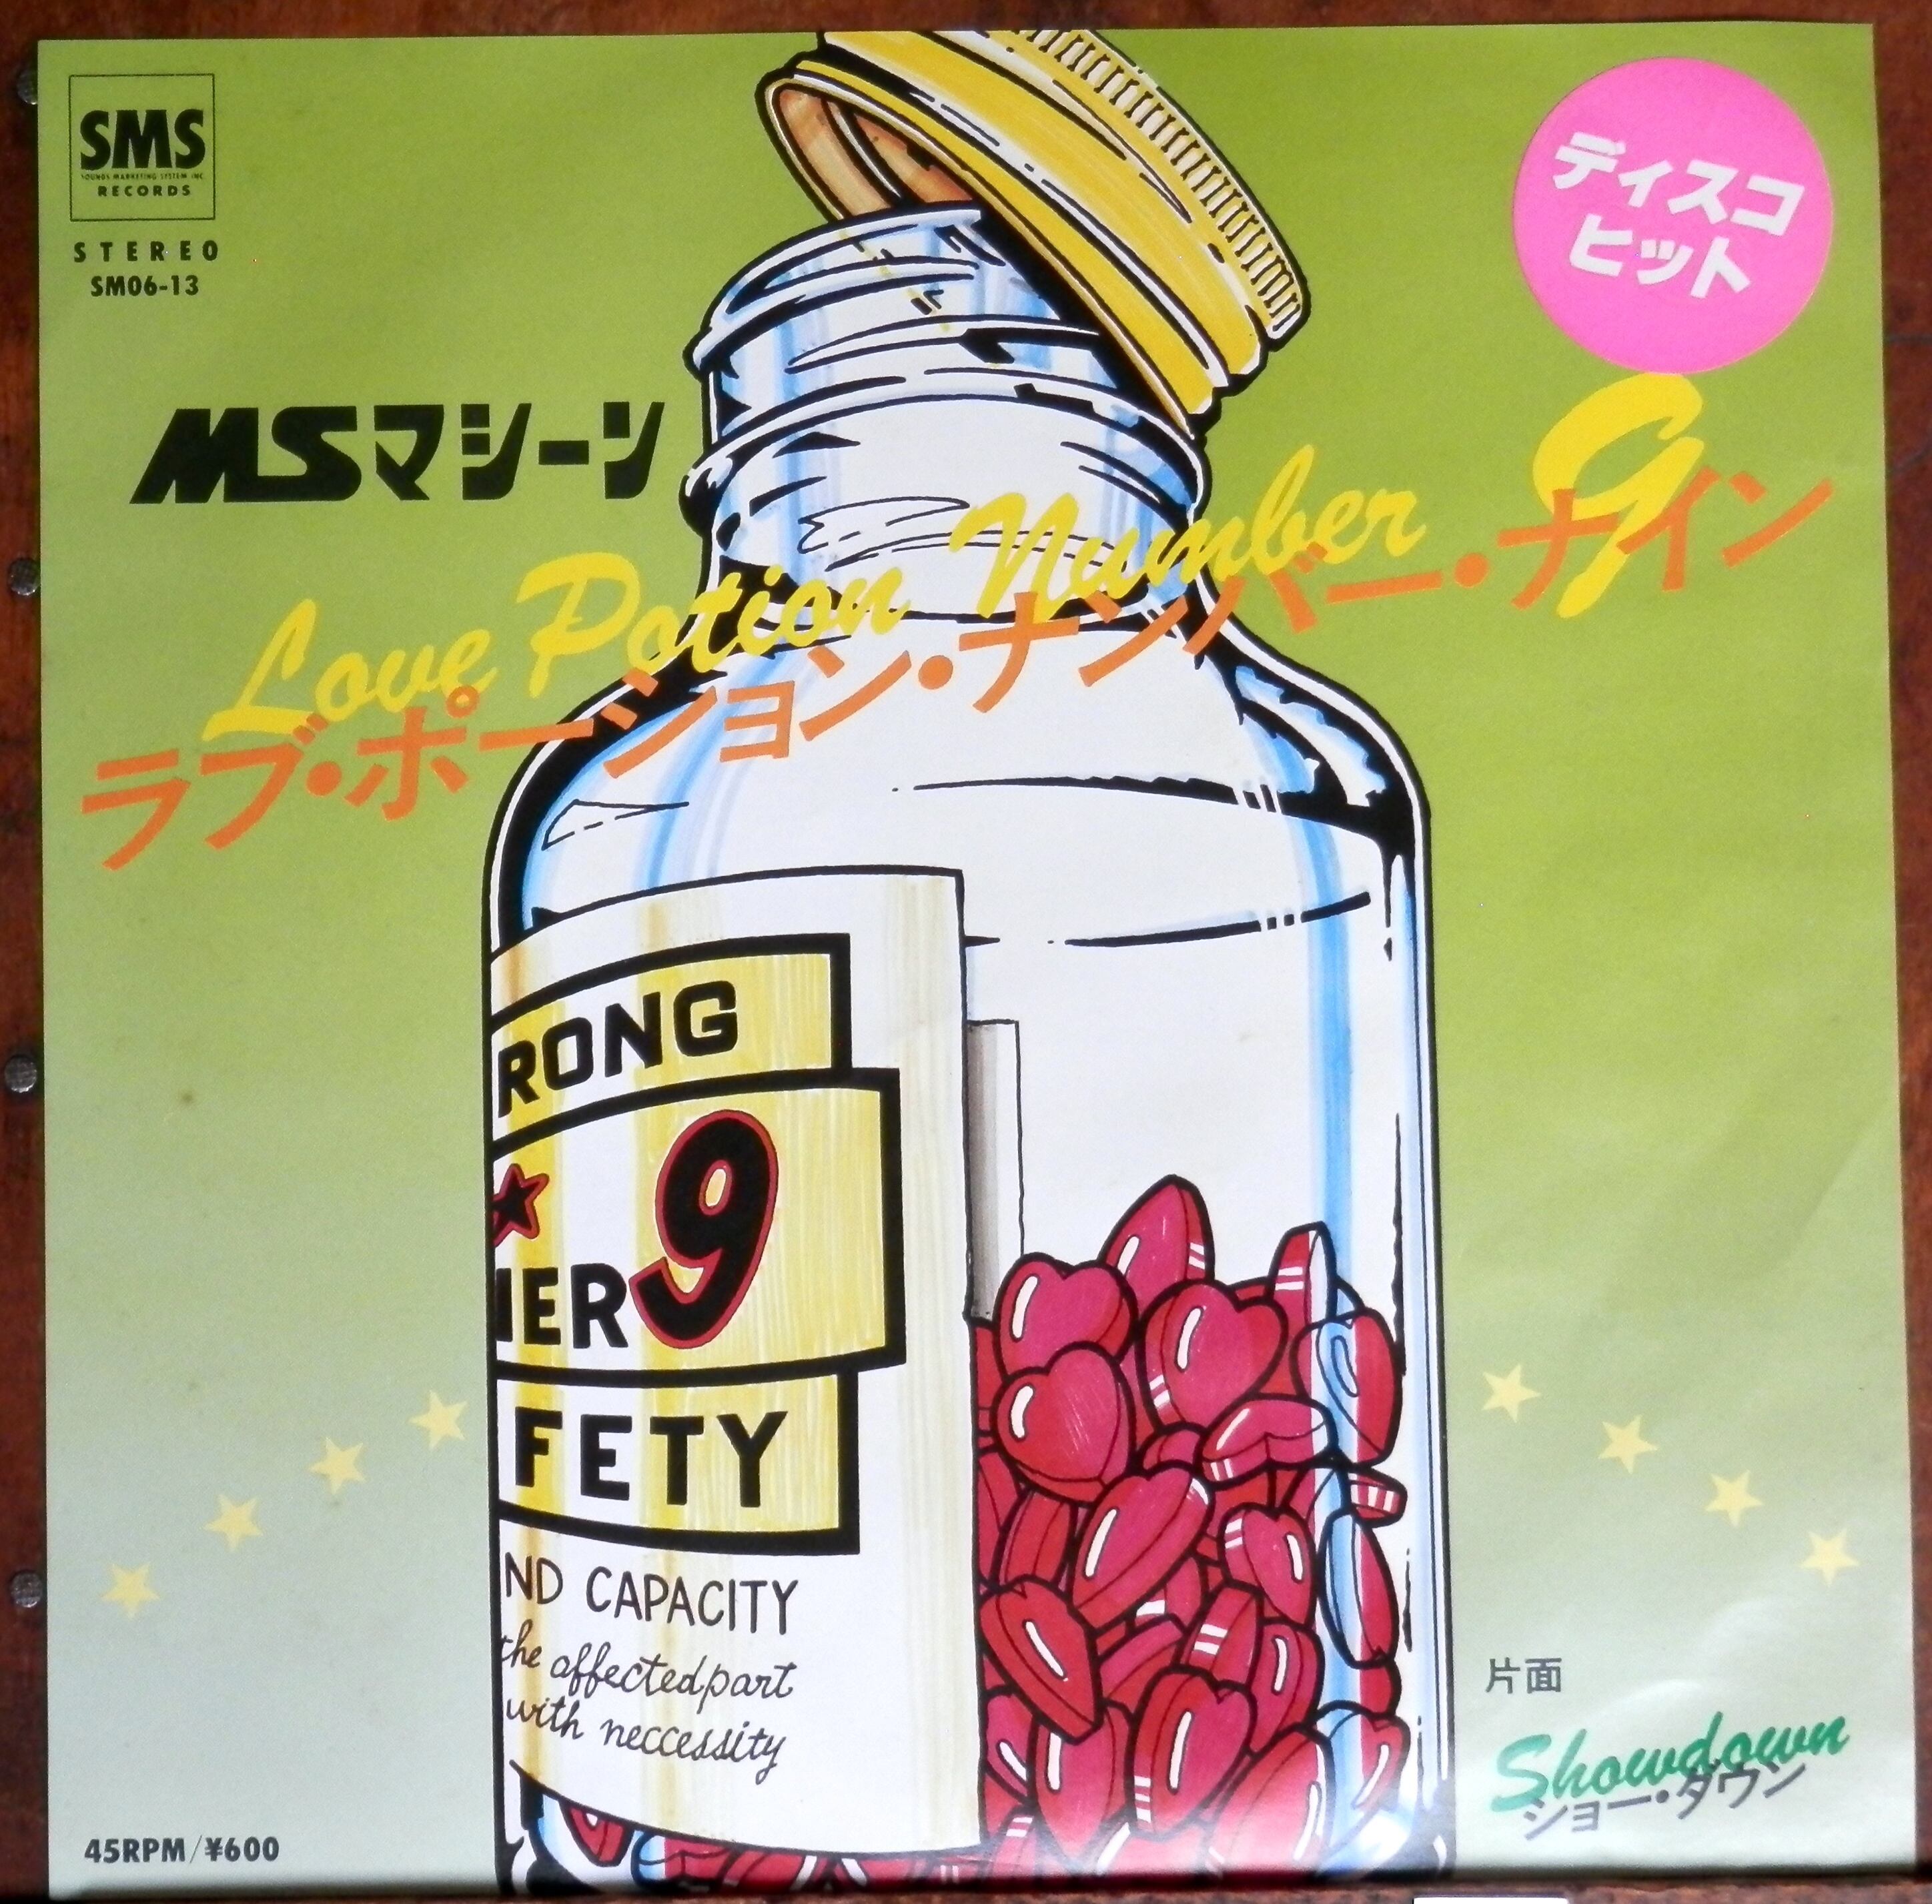 SMS
SOUNDS MARKETING SYSTEM INC.
RECORDS
STEREO
SM06-13
ディスコ
ヒット
MSマシーン
Love Potion Number 9
ラブ・ポーション・ナンバー・ナイン
RONG
★
ER9
FETY
ND CAPACITY
the affected part
with neccessity
片面
Showdown
ショー・ダウン
45RPM/¥600